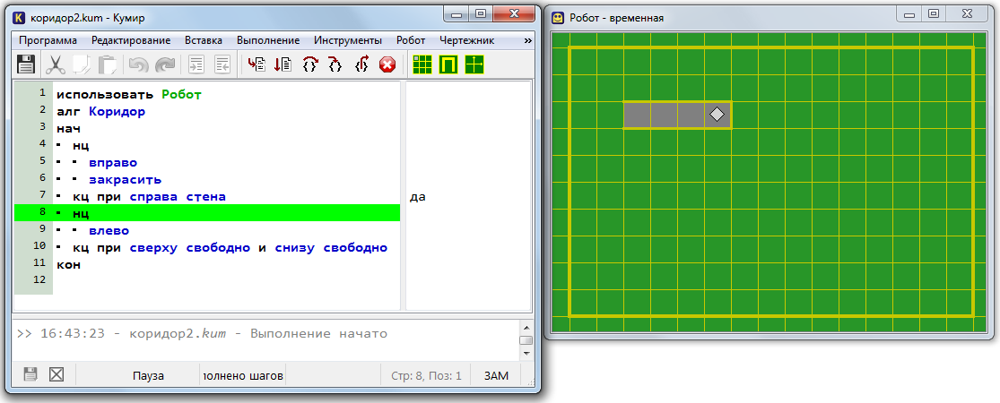 коридор2.kum - Кумир
Программа Редактирование Вставка Выполнение Инструменты Робот Чертежник »
1 использовать Робот
2 алг Коридор
3 нач
4 нц
5 вправо
6 закрасить
7 кц при справа стена да
8 нц
9 влево
10 кц при сверху свободно и снизу свободно
11 кон
12
>> 16:43:23 - коридор2.kum - Выполнение начато
Пауза юлнено шагов Стр: 8, Поз: 1 ЗАМ
Робот - временная